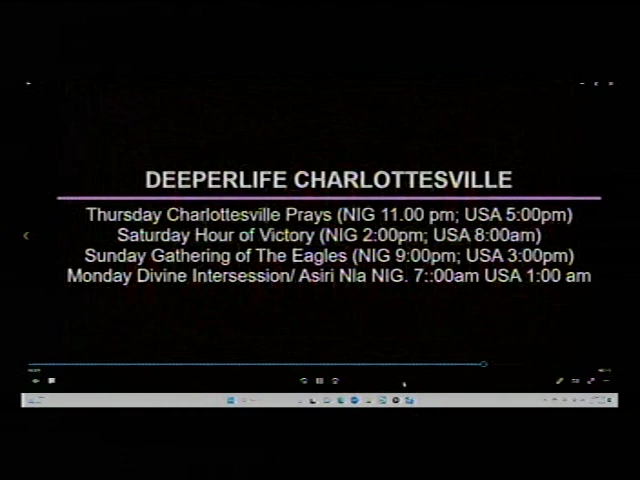 DEEPERLIFE CHARLOTTESVILLE
Thursday Charlottesville Prays (NIG 11.00 pm; USA 5:00pm)
Saturday Hour of Victory (NIG 2:00pm; USA 8:00am)
Sunday Gathering of The Eagles (NIG 9:00pm; USA 3:00pm)
Monday Divine Intersession/ Asiri Nla NIG. 7::00am USA 1:00 am